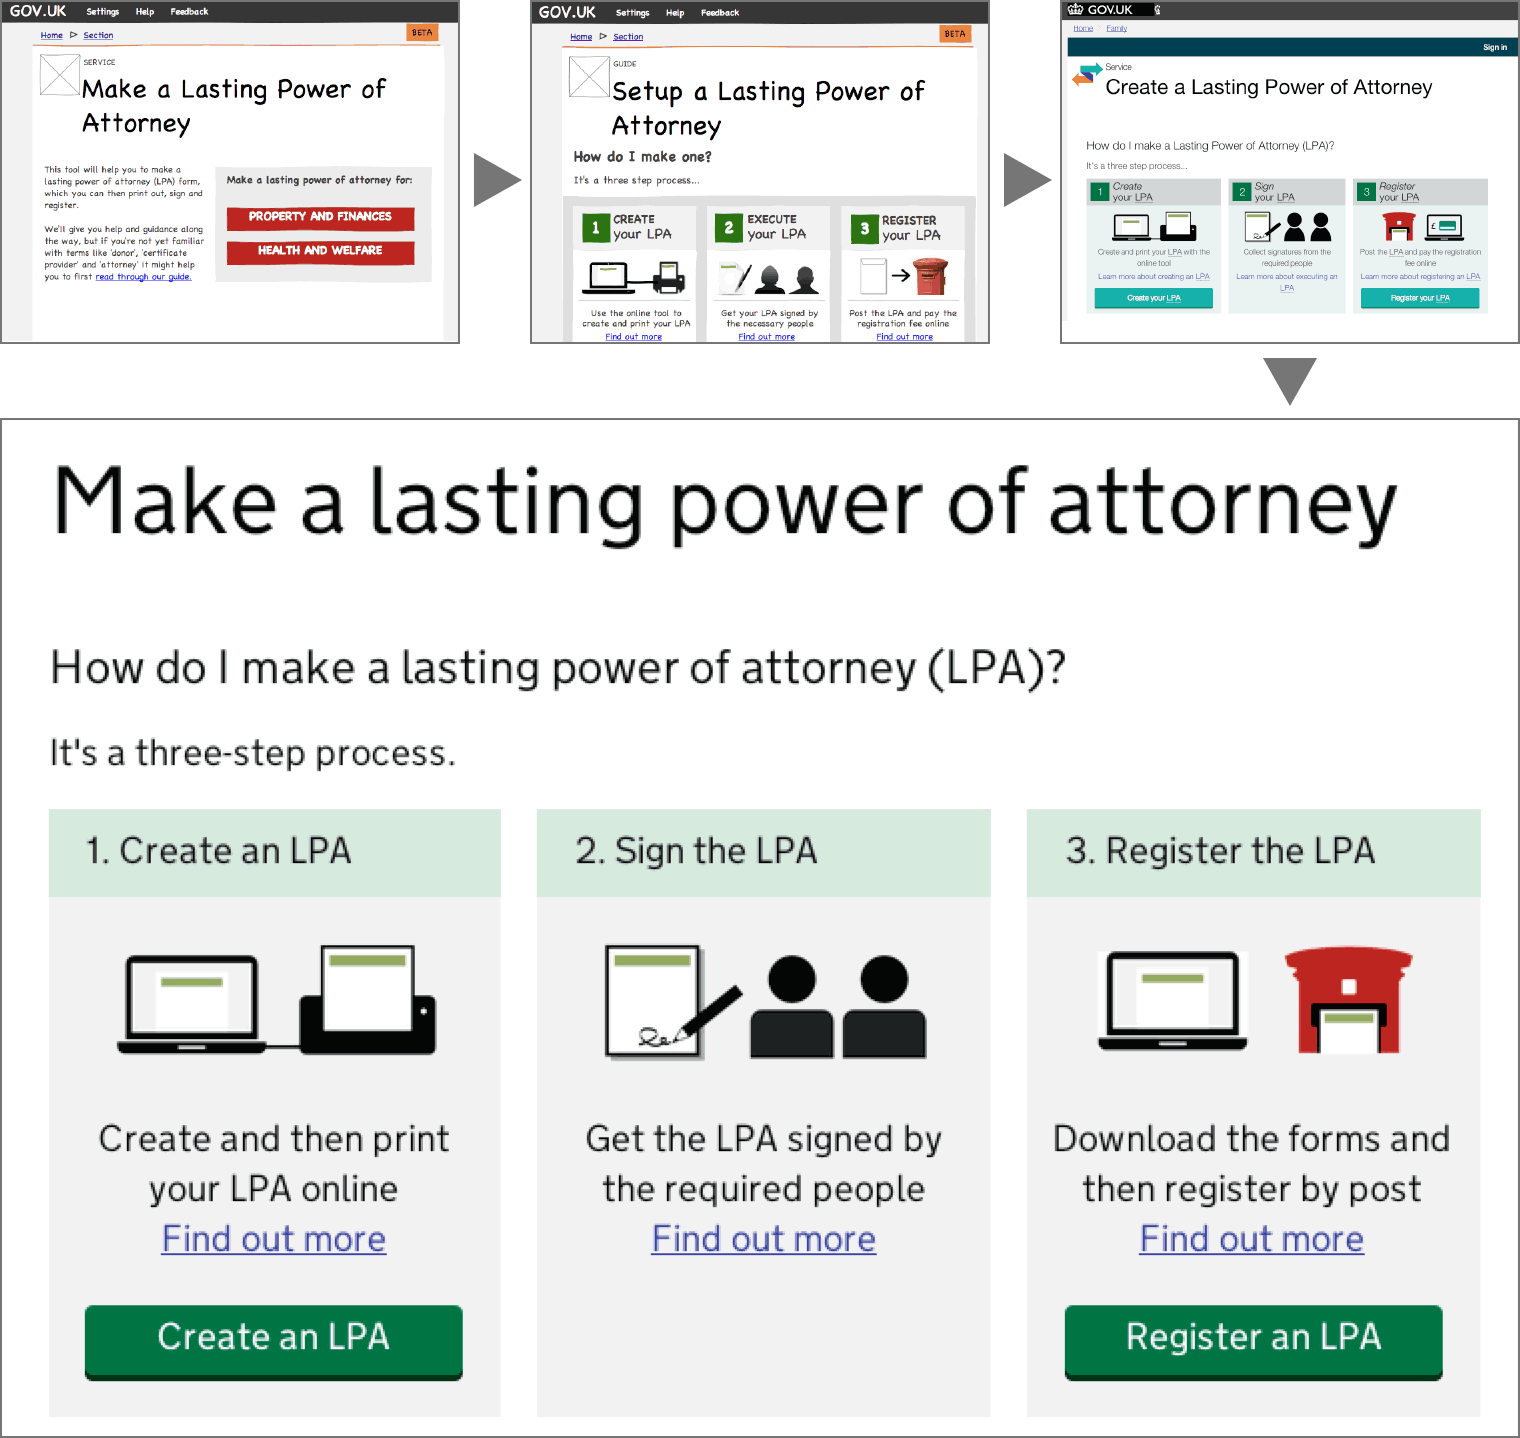 GOV.UK Settings Help Feedback
Home Section
BETA
SERVICE
Make a Lasting Power of
Attorney
This tool will help you to make a
lasting power of attorney (LPA) form,
which you can then print out, sign and
register.
We'll give you help and guidance along
the way, but if you're not yet familiar
with terms like 'donor', 'certificate
provider' and 'attorney' it might help
you to first read through our guide.
Make a lasting power of attorney for:
PROPERTY AND FINANCES
HEALTH AND WELFARE
GOV.UK Settings Help Feedback
Home Section
BETA
GUIDE
Setup a Lasting Power of
Attorney
How do I make one?
It's a three step process...
1 CREATE
your LPA
Use the online tool to
create and print your LPA
Find out more
2 EXECUTE
your LPA
Get your LPA signed by
the necessary people
Find out more
3 REGISTER
your LPA
Post the LPA and pay the
registration fee online
Find out more
GOV.UK
Home Family
Sign in
Service
Create a Lasting Power of Attorney
How do I make a Lasting Power of Attorney (LPA)?
It's a three step process...
1 Create
your LPA
Create and print your LPA with the
online tool
Learn more about creating an LPA
Create your LPA
2 Sign
your LPA
Collect signatures from the
required people
Learn more about executing an
LPA
3 Register
your LPA
£
Post the LPA and pay the registration
fee online
Learn more about registering an LPA
Register your LPA
Make a lasting power of attorney
How do I make a lasting power of attorney (LPA)?
It's a three-step process.
1. Create an LPA
Create and then print
your LPA online
Find out more
Create an LPA
2. Sign the LPA
Get the LPA signed by
the required people
Find out more
3. Register the LPA
Download the forms and
then register by post
Find out more
Register an LPA